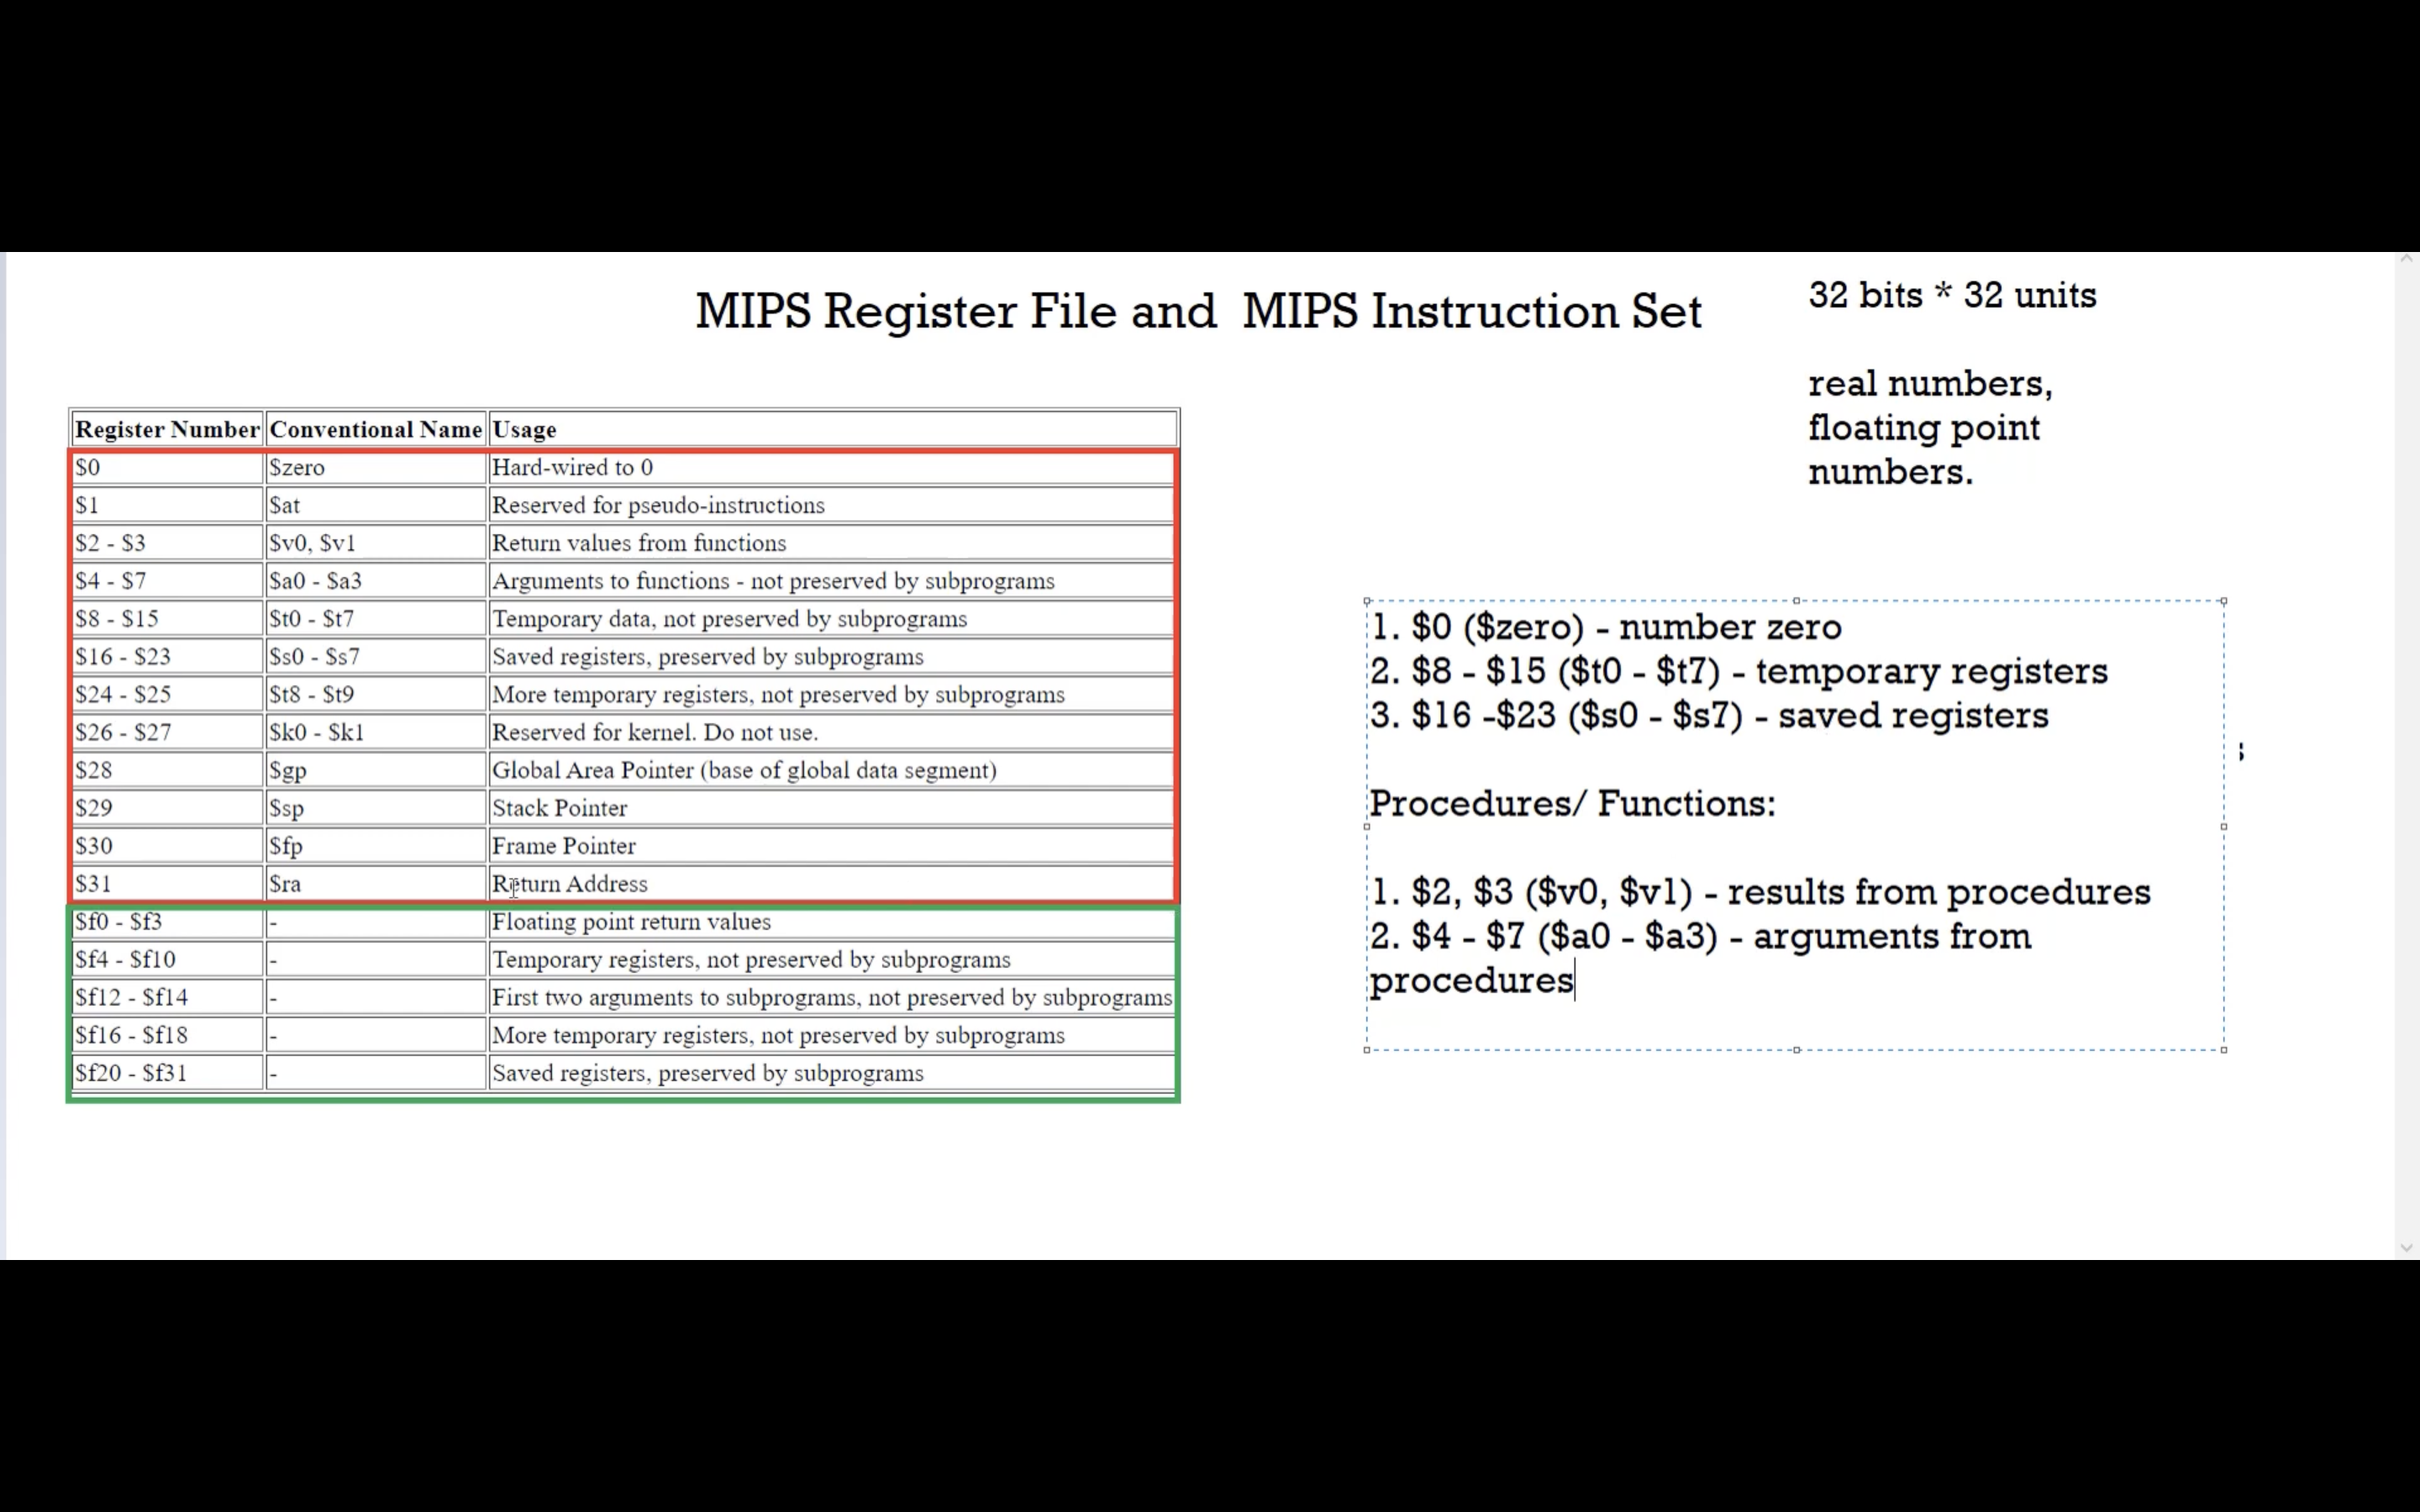 MIPS Register File and  MIPS Instruction Set
32 bits * 32 units
real numbers,
floating point
numbers.
Register Number Conventional Name Usage
$0 $zero Hard-wired to 0
$1 $at Reserved for pseudo-instructions
$2 - $3 $v0, $v1 Return values from functions
$4 - $7 $a0 - $a3 Arguments to functions - not preserved by subprograms
$8 - $15 $t0 - $t7 Temporary data, not preserved by subprograms
$16 - $23 $s0 - $s7 Saved registers, preserved by subprograms
$24 - $25 $t8 - $t9 More temporary registers, not preserved by subprograms
$26 - $27 $k0 - $k1 Reserved for kernel. Do not use.
$28 $gp Global Area Pointer (base of global data segment)
$29 $sp Stack Pointer
$30 $fp Frame Pointer
$31 $ra Return Address
$f0 - $f3 - Floating point return values
$f4 - $f10 - Temporary registers, not preserved by subprograms
$f12 - $f14 - First two arguments to subprograms, not preserved by subprograms
$f16 - $f18 - More temporary registers, not preserved by subprograms
$f20 - $f31 - Saved registers, preserved by subprograms
1. $0 ($zero) - number zero
2. $8 - $15 ($t0 - $t7) - temporary registers
3. $16 -$23 ($s0 - $s7) - saved registers
Procedures/ Functions:
1. $2, $3 ($v0, $v1) - results from procedures
2. $4 - $7 ($a0 - $a3) - arguments from
procedures